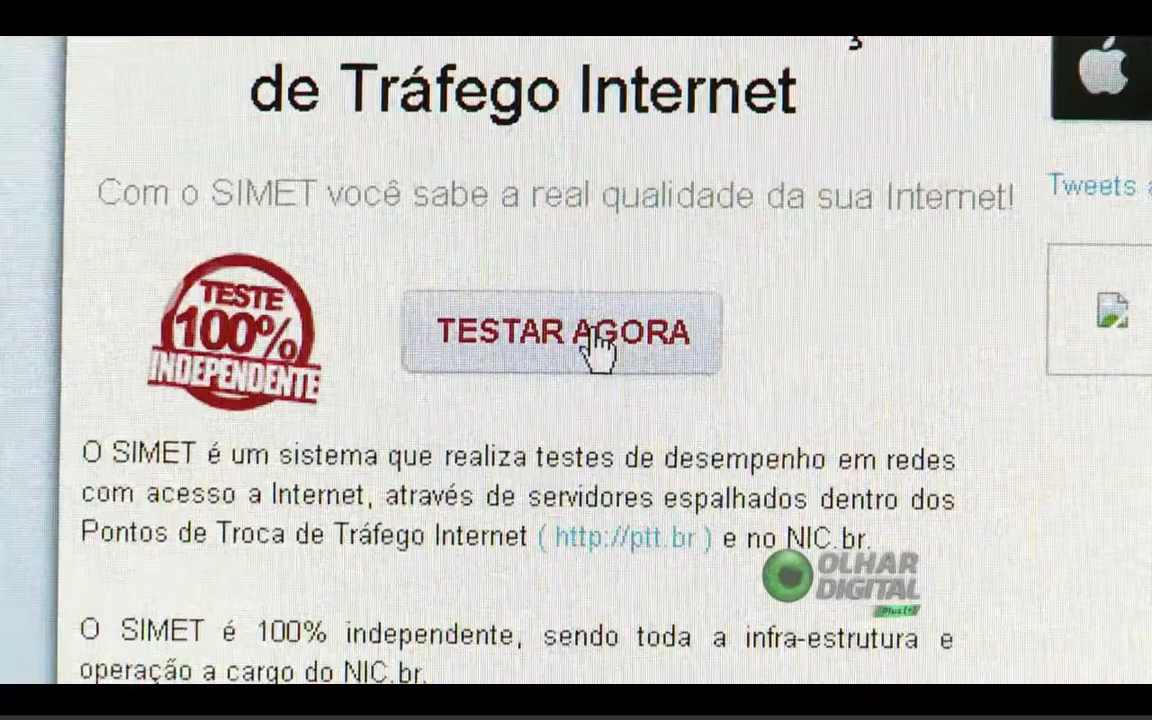 de Tráfego Internet
Com o SIMET você sabe a real qualidade da sua Internet!
Tweets
TESTE
100%
INDEPENDENTE
TESTAR AGORA
O SIMET é um sistema que realiza testes de desempenho em redes
com acesso a Internet, através de servidores espalhados dentro dos
Pontos de Troca de Tráfego Internet ( http://ptt.br ) e no NIC.br.
OLHAR
DIGITAL
Plus[+]
O SIMET é 100% independente, sendo toda a infra-estrutura e
operação a cargo do NIC.br.